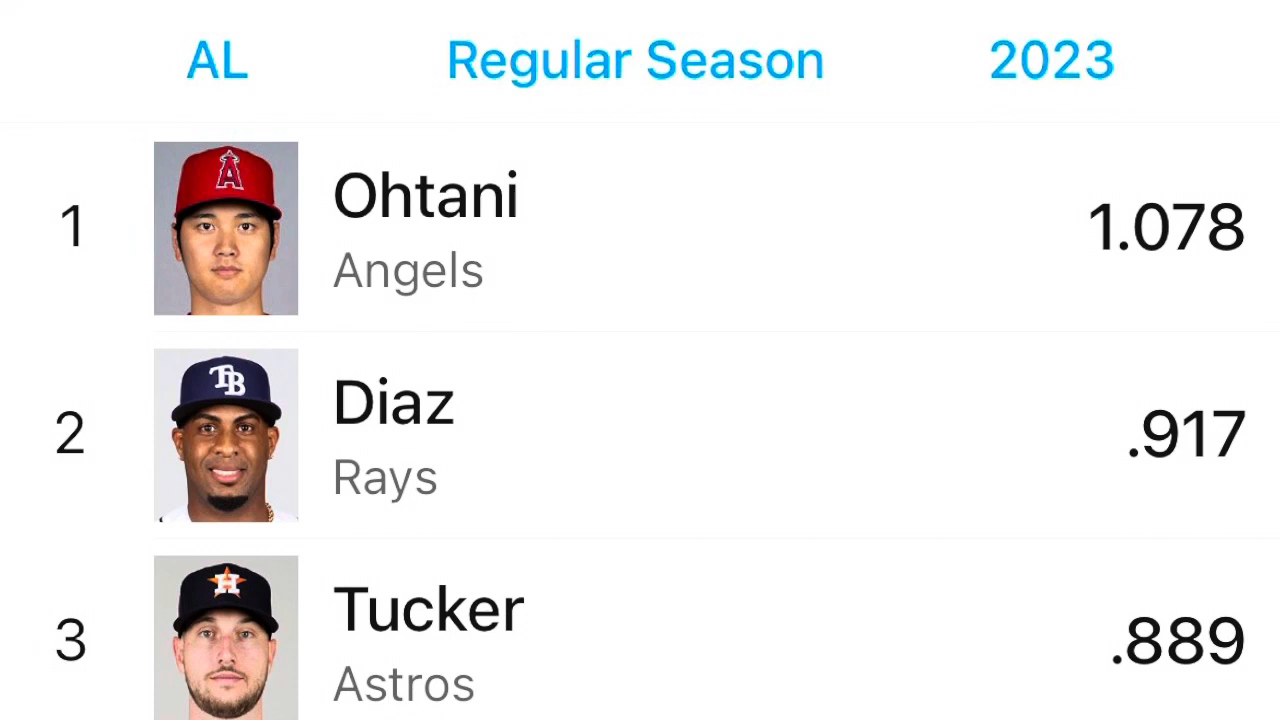 AL Regular Season 2023
1 Ohtani 1.078
Angels
2 Diaz .917
Rays
3 Tucker .889
Astros